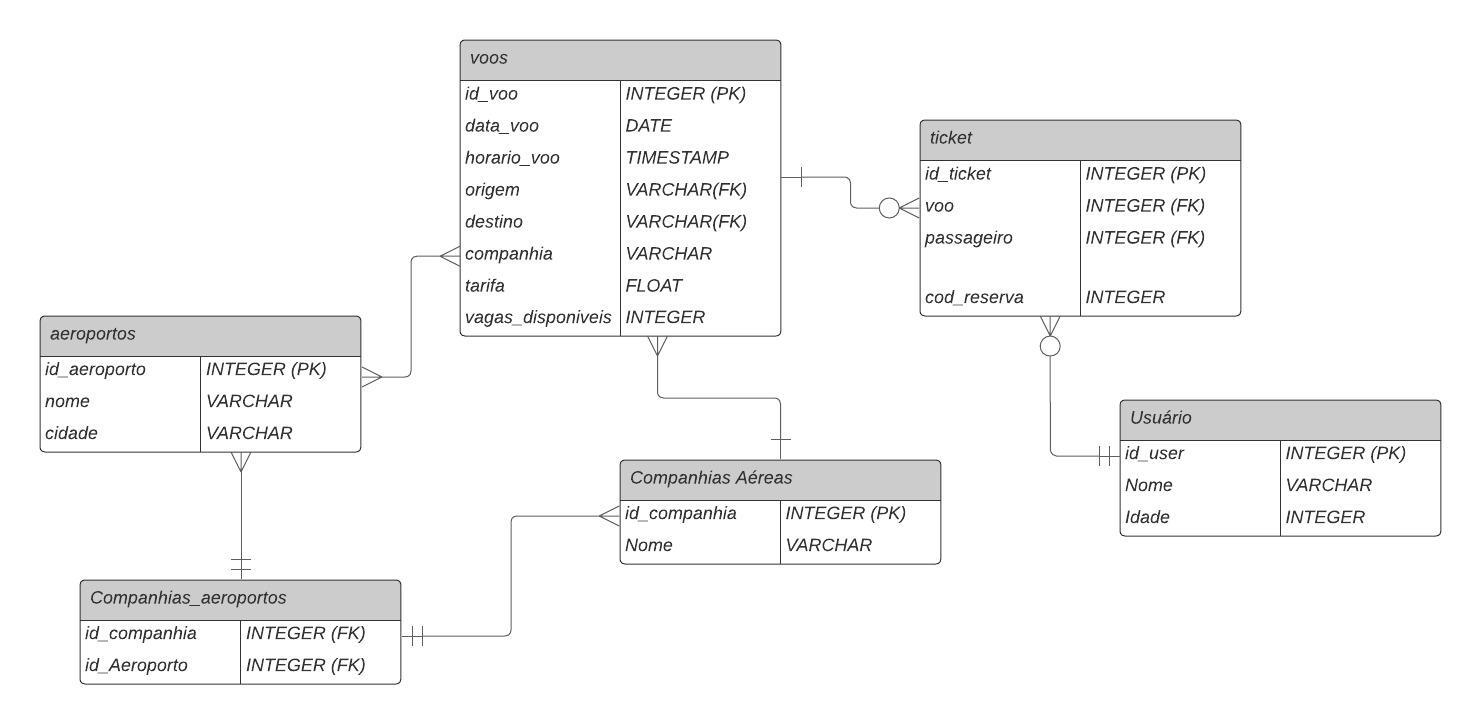 voos
id_voo INTEGER (PK)
data_voo DATE
horario_voo TIMESTAMP
origem VARCHAR(FK)
destino VARCHAR(FK)
companhia VARCHAR
tarifa FLOAT
vagas_disponiveis INTEGER
ticket
id_ticket INTEGER (PK)
voo INTEGER (FK)
passageiro INTEGER (FK)
cod_reserva INTEGER
aeroportos
id_aeroporto INTEGER (PK)
nome VARCHAR
cidade VARCHAR
Usuário
id_user INTEGER (PK)
Nome VARCHAR
Idade INTEGER
Companhias Aéreas
id_companhia INTEGER (PK)
Nome VARCHAR
Companhias_aeroportos
id_companhia INTEGER (FK)
id_Aeroporto INTEGER (FK)